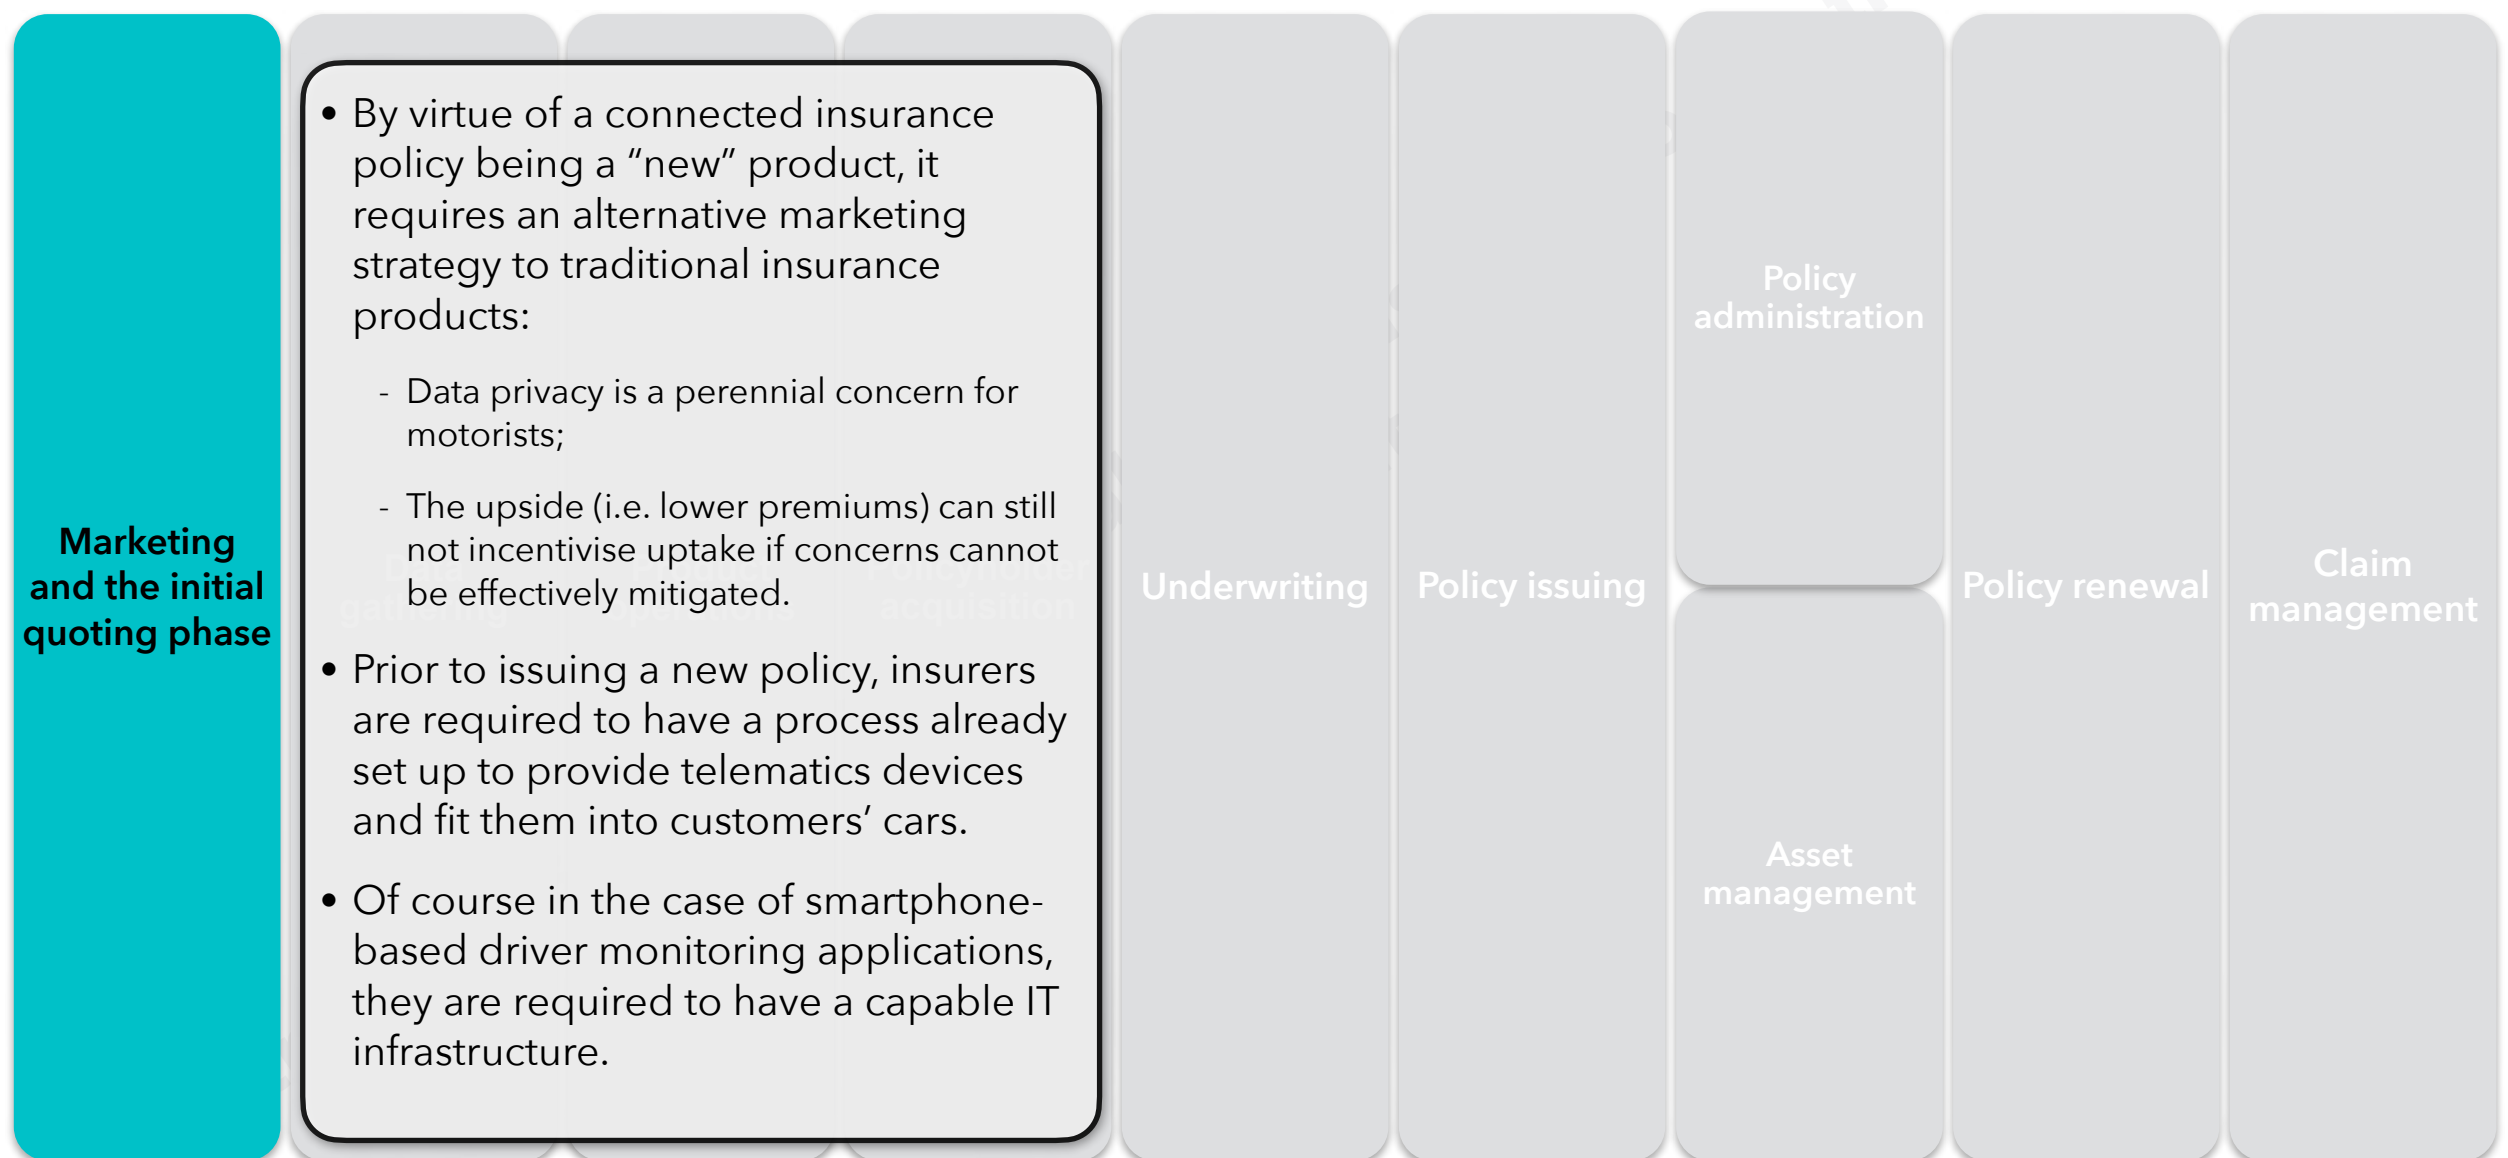 Marketing
and the initial
quoting phase
• By virtue of a connected insurance
policy being a “new” product, it
requires an alternative marketing
strategy to traditional insurance
products:
- Data privacy is a perennial concern for
motorists;
- The upside (i.e. lower premiums) can still
not incentivise uptake if concerns cannot
be effectively mitigated.
• Prior to issuing a new policy, insurers
are required to have a process already
set up to provide telematics devices
and fit them into customers’ cars.
• Of course in the case of smartphone-
based driver monitoring applications,
they are required to have a capable IT
infrastructure.
gathering
acquisition
Underwriting
Policy issuing
Policy
administration
Asset
management
Policy renewal
Claim
management